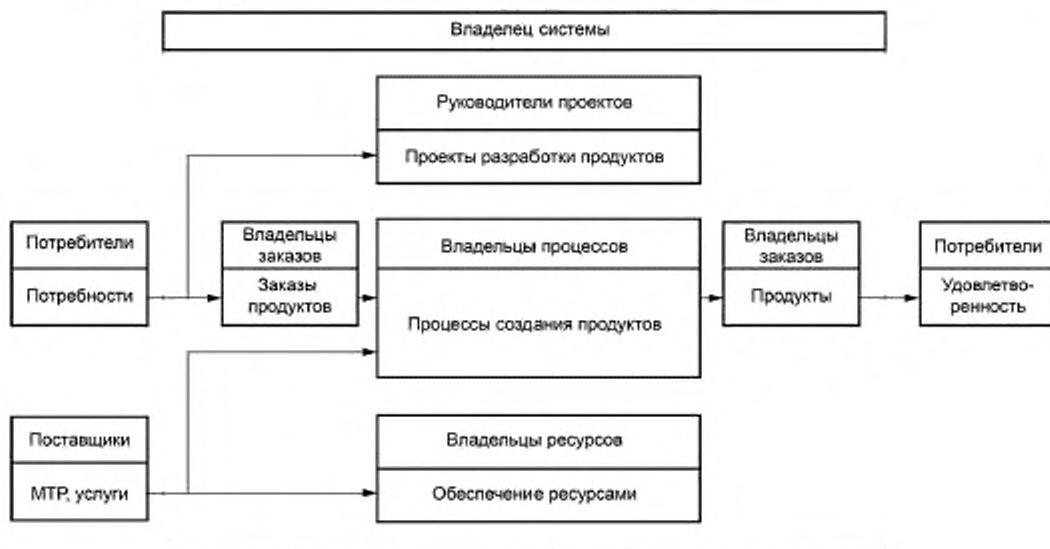 Владелец системы
Руководители проектов
Проекты разработки продуктов
Потребители
Потребности
Владельцы
заказов
Заказы
продуктов
Владельцы процессов
Процессы создания продуктов
Владельцы
заказов
Продукты
Потребители
Удовлетво-
ренность
Поставщики
МТР, услуги
Владельцы ресурсов
Обеспечение ресурсами